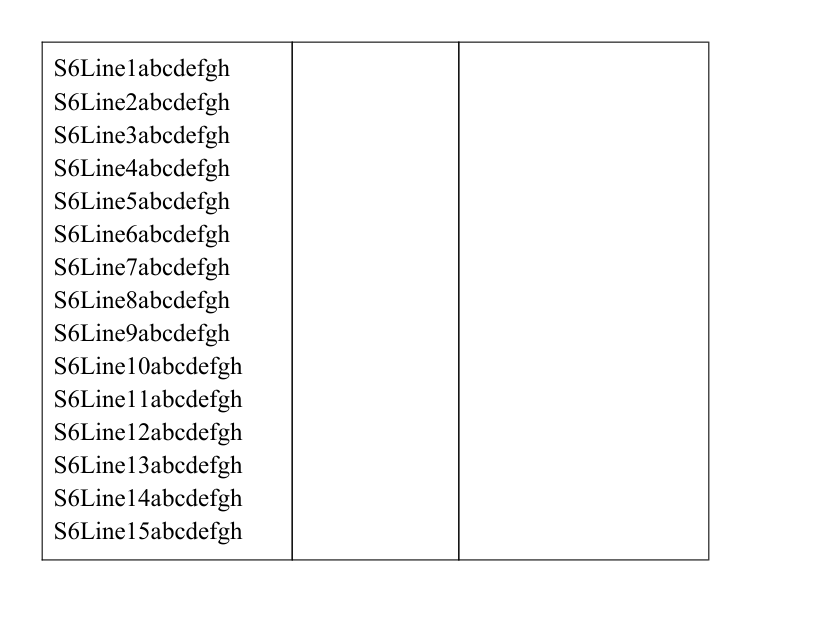 S6Line1abcdefgh
S6Line2abcdefgh
S6Line3abcdefgh
S6Line4abcdefgh
S6Line5abcdefgh
S6Line6abcdefgh
S6Line7abcdefgh
S6Line8abcdefgh
S6Line9abcdefgh
S6Line10abcdefgh
S6Line11abcdefgh
S6Line12abcdefgh
S6Line13abcdefgh
S6Line14abcdefgh
S6Line15abcdefgh